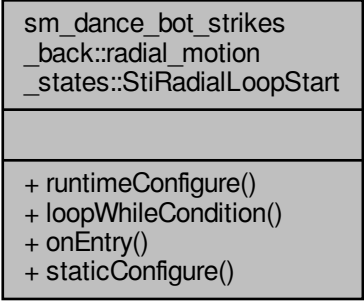 sm_dance_bot_strikes
_back::radial_motion
_states::StiRadialLoopStart
+ runtimeConfigure()
+ loopWhileCondition()
+ onEntry()
+ staticConfigure()